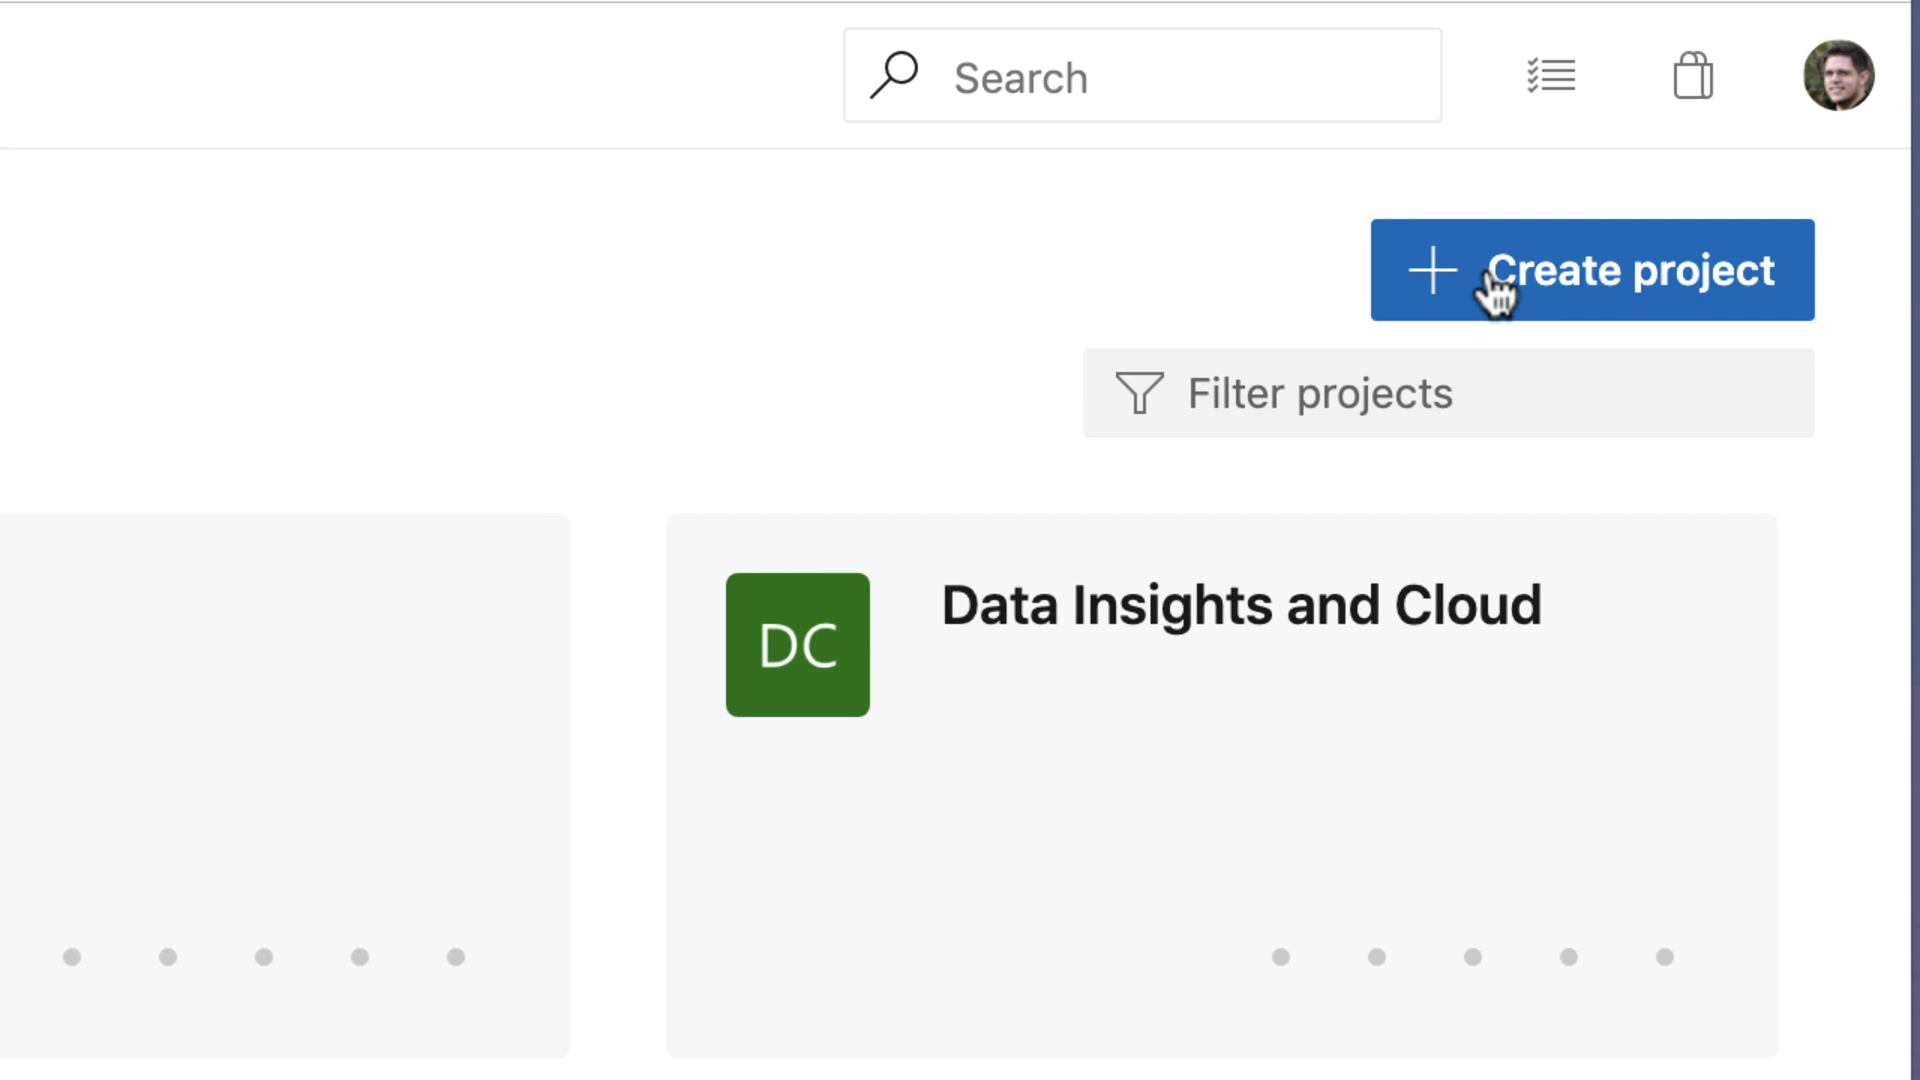 Search
Create project
Filter projects
DC
Data Insights and Cloud